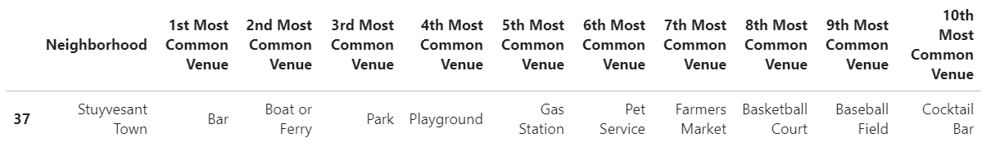 Neighborhood 1st Most Common Venue 2nd Most Common Venue 3rd Most Common Venue 4th Most Common Venue 5th Most Common Venue 6th Most Common Venue 7th Most Common Venue 8th Most Common Venue 9th Most Common Venue 10th Most Common Venue
37 Stuyvesant Town Bar Boat or Ferry Park Playground Gas Station Pet Service Farmers Market Basketball Court Baseball Field Cocktail Bar